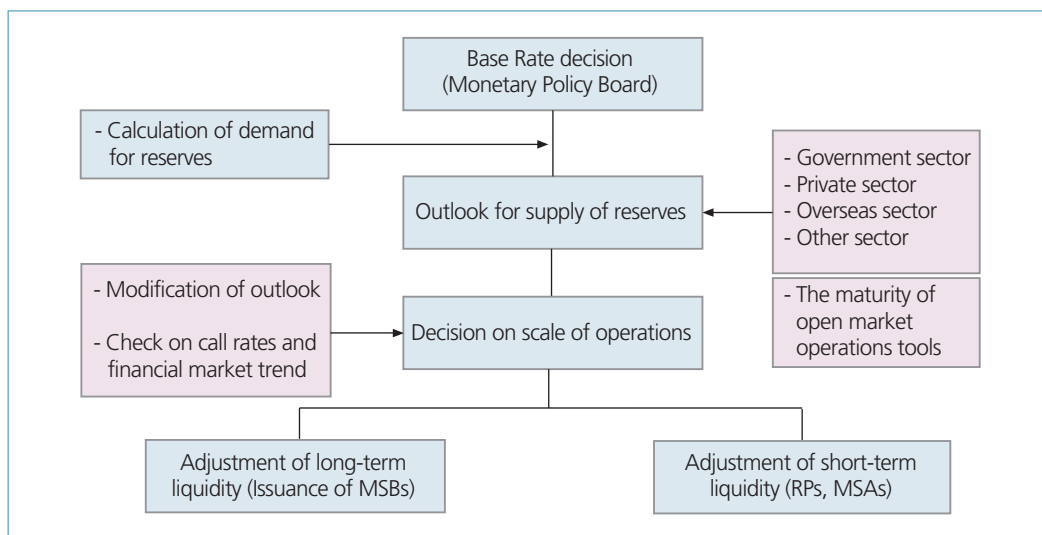 Base Rate decision
(Monetary Policy Board)
- Calculation of demand
for reserves
- Government sector
- Private sector
- Overseas sector
- Other sector
Outlook for supply of reserves
- Modification of outlook
- Check on call rates and
financial market trend
Decision on scale of operations
- The maturity of
open market
operations tools
Adjustment of long-term
liquidity (Issuance of MSBs)
Adjustment of short-term
liquidity (RPs, MSAs)